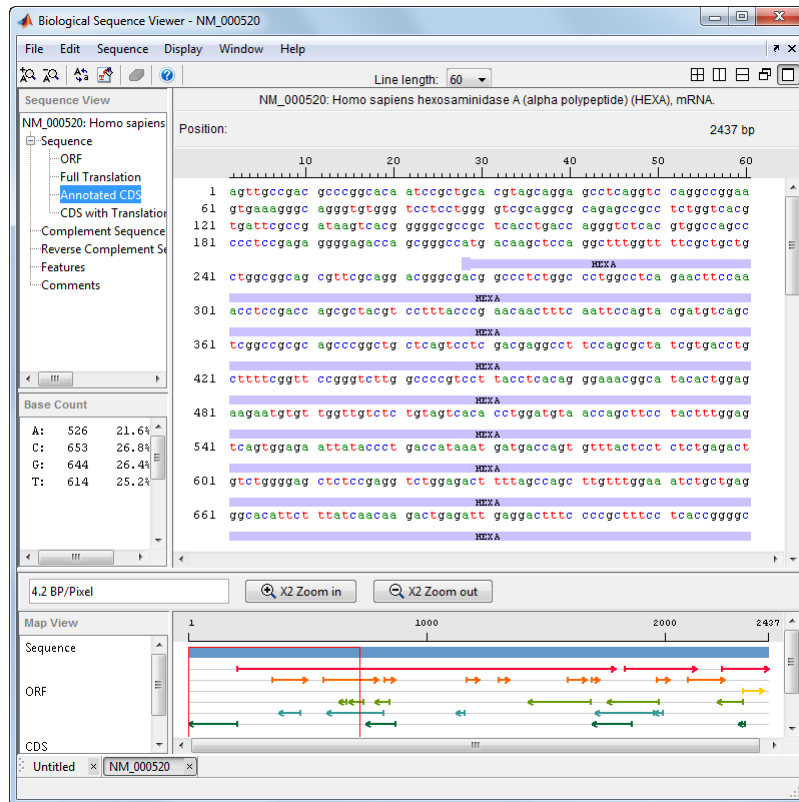 Biological Sequence Viewer - NM_000520
File Edit Sequence Display Window Help
Line length: 60
Sequence View
NM_000520: Homo sapiens
Sequence
ORF
Full Translation
Annotated CDS
CDS with Translation
Complement Sequence
Reverse Complement Se
Features
Comments
Base Count
A: 526 21.6%
C: 653 26.8%
G: 644 26.4%
T: 614 25.2%
NM_000520: Homo sapiens hexosaminidase A (alpha polypeptide) (HEXA), mRNA.
Position: 2437 bp
10 20 30 40 50 60
1 agttgccgac gcccggcaca atccgctgca cgtagcagga gcctcaggtc caggccggaa
61 gtgaaagggc agggtgtggg tcctcctggg gtcgcaggcg cagagccgcc tctggtcacg
121 tgattcgccg ataagtcacg ggggcgccgc tcacctgacc agggtctcac gtggccagcc
181 ccctccgaga ggggagacca gcgggccatg acaagctcca ggctttggtt ttcgctgctg
HEXA
241 ctggcggcag cgttcgcagg acgggcgacg gccctctggc cctggcctca gaacttccaa
HEXA
301 acctccgacc agcgctacgt cctttacccg aacaactttc aattccagta cgatgtcagc
HEXA
361 tcggccgcgc agcccggctg ctcagtcctc gacgaggcct tccagcgcta tcgtgacctg
HEXA
421 cttttcggtt ccgggtcttg gccccgtcct tacctcacag ggaaacggca tacactggag
HEXA
481 aagaatgtgt tggttgtctc tgtagtcaca cctggatgta accagcttcc tactttggag
HEXA
541 tcagtggaga attataccct gaccataaat gatgaccagt gtttactcct ctctgagact
HEXA
601 gtctggggag ctctccgagg tctggagact tttagccagc ttgtttggaa atctgctgag
HEXA
661 ggcacattct ttatcaacaa gactgagatt gaggactttc cccgctttcc tcaccggggc
HEXA
4.2 BP/Pixel X2 Zoom in X2 Zoom out
Map View
1 1000 2000 2437
Sequence
ORF
CDS
Untitled NM_000520